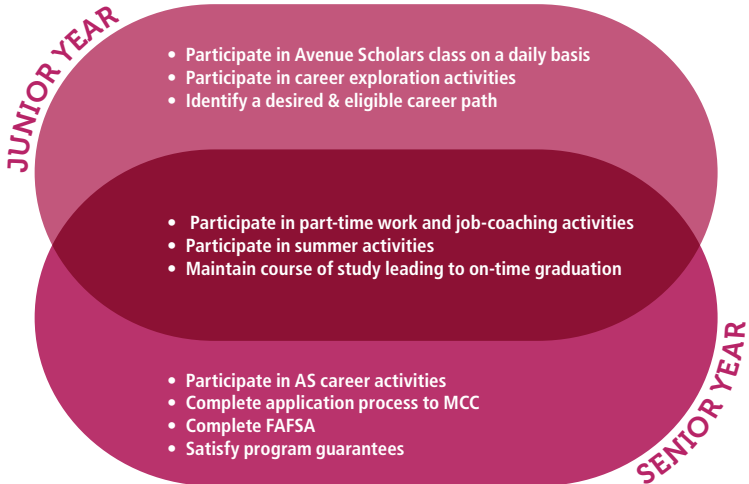 JUNIOR YEAR
• Participate in Avenue Scholars class on a daily basis
• Participate in career exploration activities
• Identify a desired & eligible career path
• Participate in part-time work and job-coaching activities
• Participate in summer activities
• Maintain course of study leading to on-time graduation
• Participate in AS career activities
• Complete application process to MCC
• Complete FAFSA
• Satisfy program guarantees
SENIOR YEAR